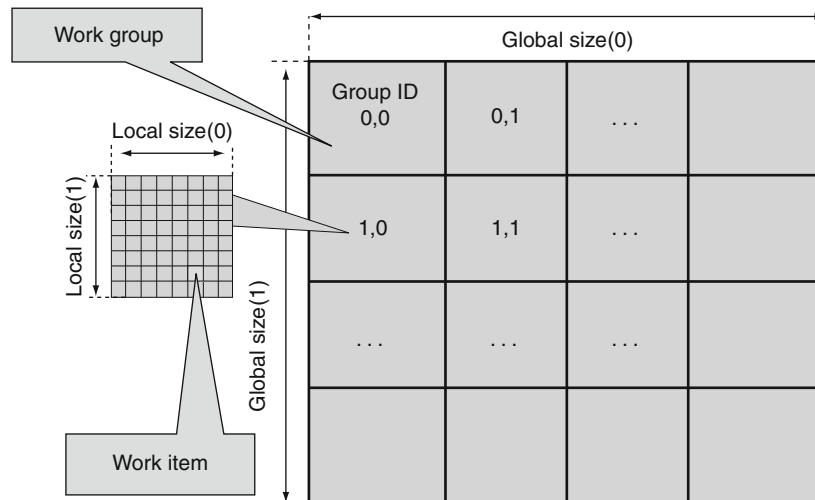 Work group
Global size(0)
Group ID
0,0
0,1
. . .
Local size(0)
Local size(1)
1,0
1,1
. . .
Global size(1)
. . .
. . .
. . .
Work item